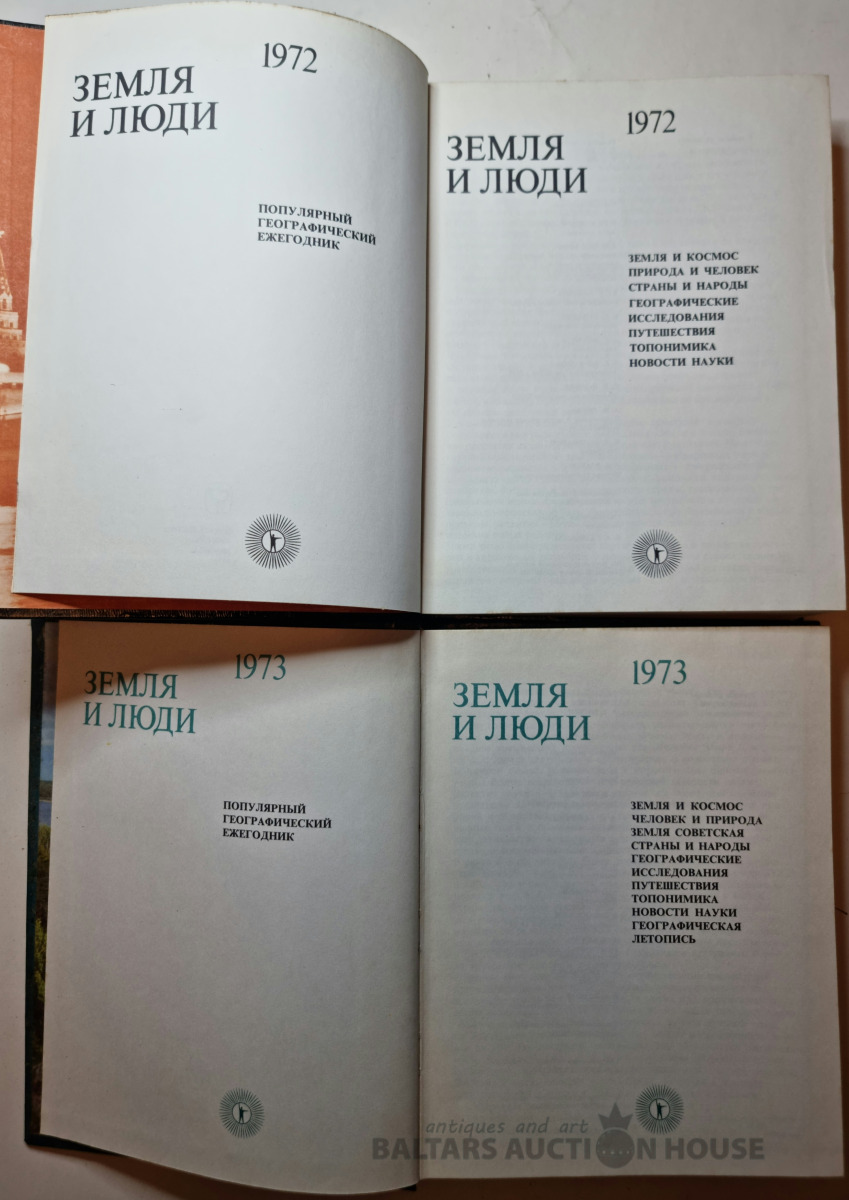 1972
ЗЕМЛЯ
И ЛЮДИ
ПОПУЛЯРНЫЙ
ГЕОГРАФИЧЕСКИЙ
ЕЖЕГОДНИК
1972
ЗЕМЛЯ
И ЛЮДИ
ЗЕМЛЯ И КОСМОС
ПРИРОДА И ЧЕЛОВЕК
СТРАНЫ И НАРОДЫ
ГЕОГРАФИЧЕСКИЕ
ИССЛЕДОВАНИЯ
ПУТЕШЕСТВИЯ
ТОПОНИМИКА
НОВОСТИ НАУКИ
1973
ЗЕМЛЯ
И ЛЮДИ
ПОПУЛЯРНЫЙ
ГЕОГРАФИЧЕСКИЙ
ЕЖЕГОДНИК
1973
ЗЕМЛЯ
И ЛЮДИ
ЗЕМЛЯ И КОСМОС
ЧЕЛОВЕК И ПРИРОДА
ЗЕМЛЯ СОВЕТСКАЯ
СТРАНЫ И НАРОДЫ
ГЕОГРАФИЧЕСКИЕ
ИССЛЕДОВАНИЯ
ПУТЕШЕСТВИЯ
ТОПОНИМИКА
НОВОСТИ НАУКИ
ГЕОГРАФИЧЕСКАЯ
ЛЕТОПИСЬ
antiques and art
BALTARS AUCTION HOUSE